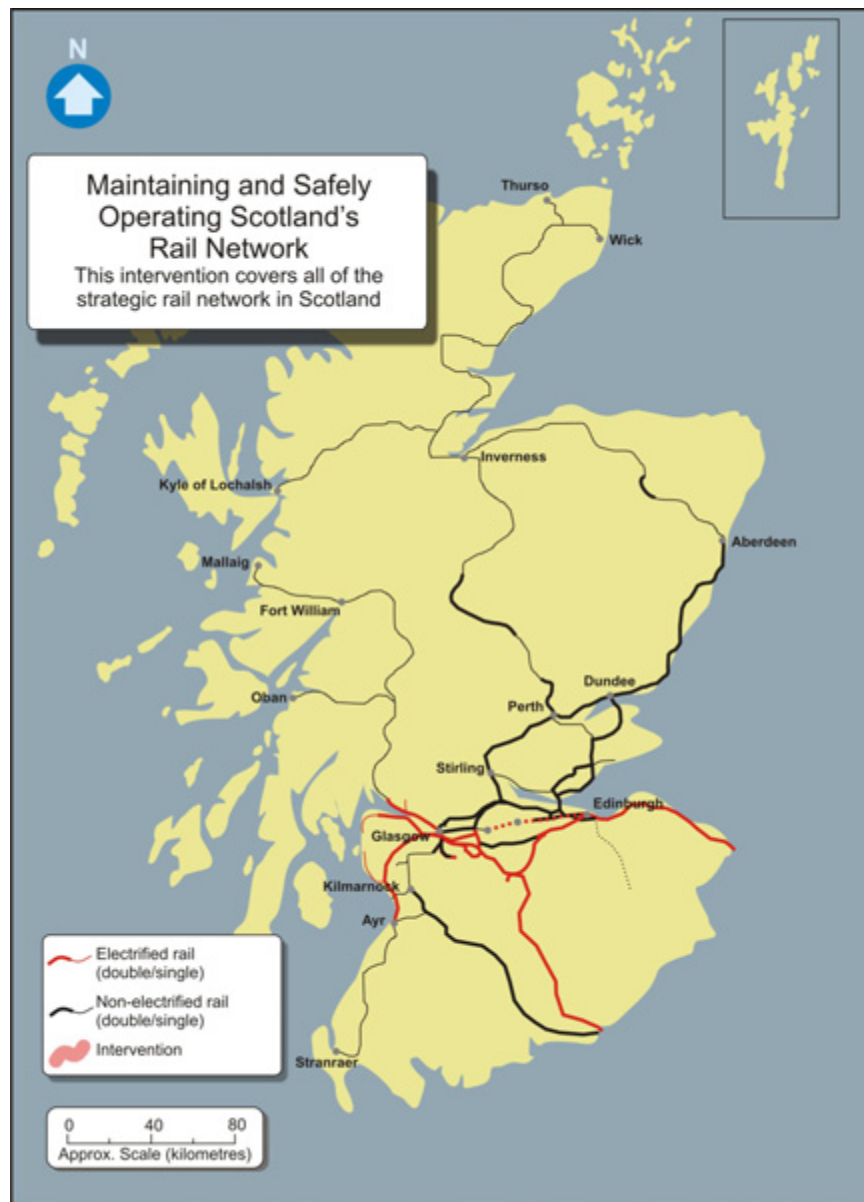 N
Maintaining and Safely
Operating Scotland's
Rail Network
This intervention covers all of the
strategic rail network in Scotland
Thurso
Wick
Inverness
Kyle of Lochalsh
Aberdeen
Mallaig
Fort William
Dundee
Oban
Perth
Stirling
Edinburgh
Glasgow
Kilmarnock
Ayr
Electrified rail
(double/single)
Non-electrified rail
(double/single)
Intervention
Stranraer
0 40 80
Approx. Scale (kilometres)